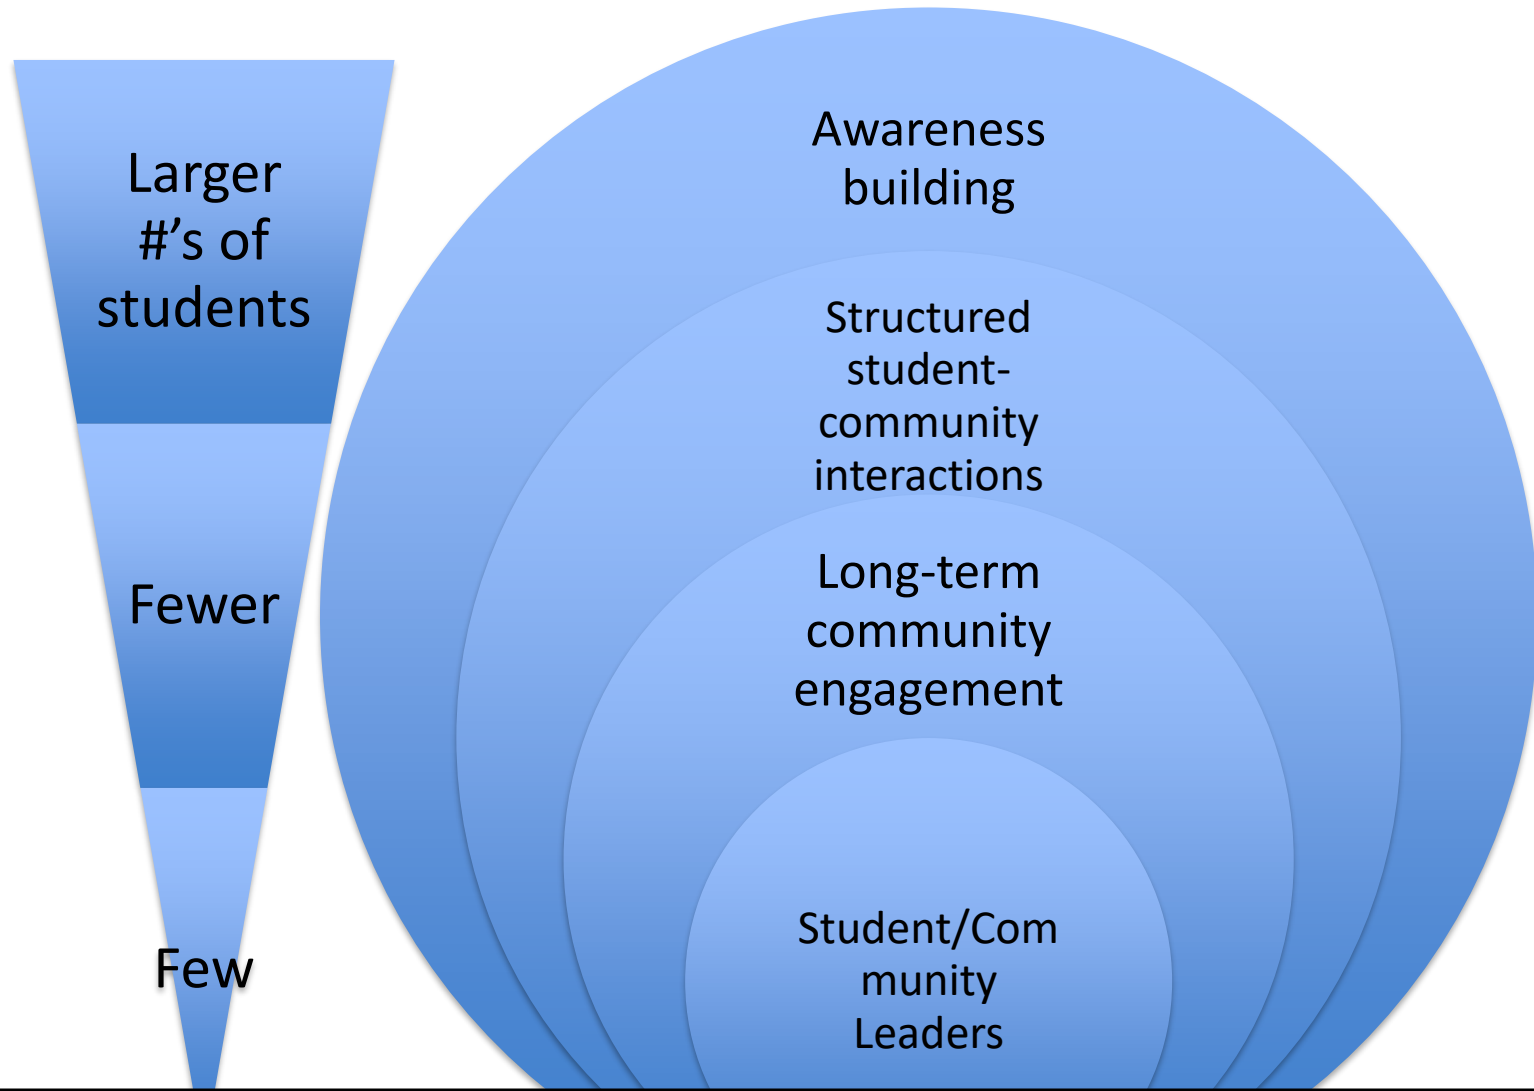 Larger
#’s of
students
Fewer
Few
Awareness
building
Structured
student-
community
interactions
Long-term
community
engagement
Student/Com
munity
Leaders